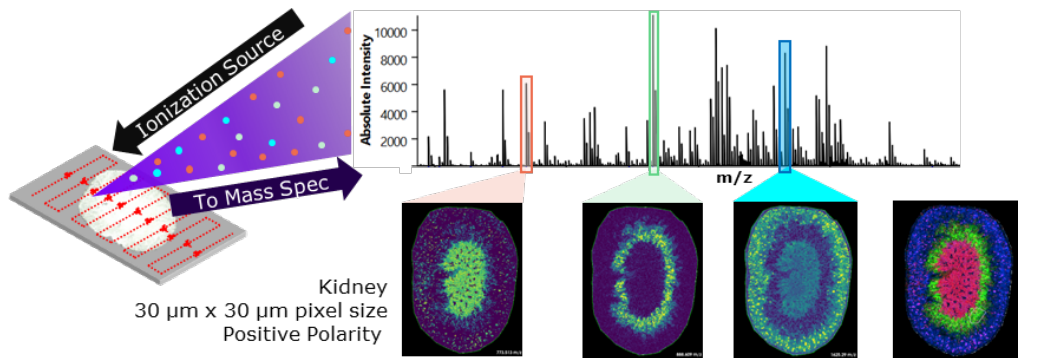 Ionization Source
To Mass Spec
Absolute Intensity
10000
8000
6000
4000
2000
m/z
Kidney
30 µm x 30 µm pixel size
Positive Polarity